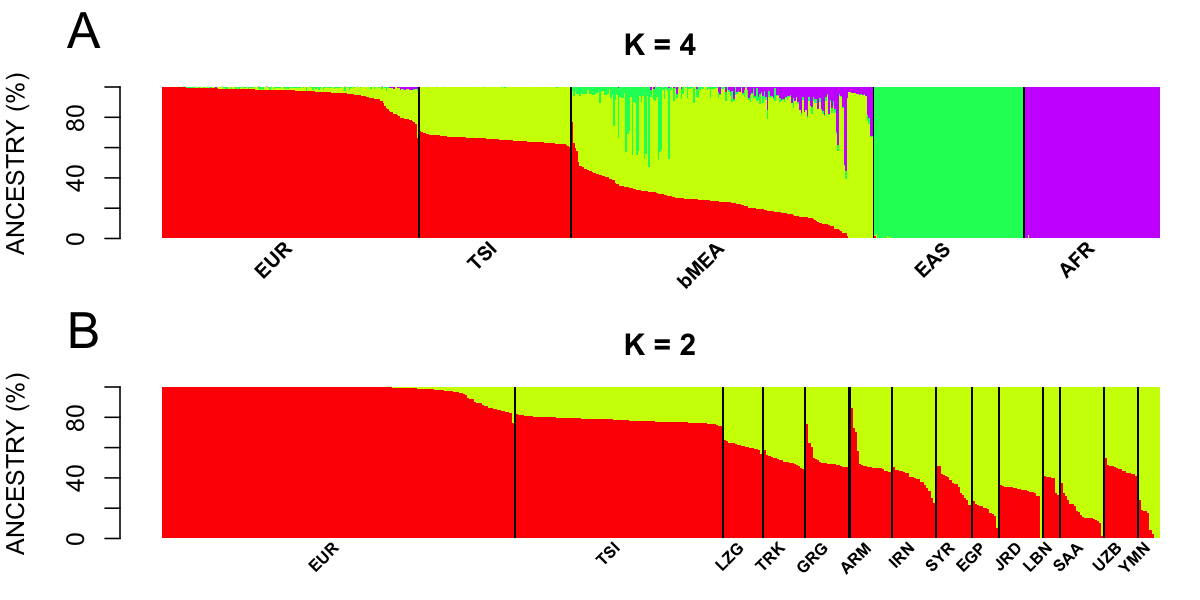 A
K = 4
ANCESTRY (%)
80
40
0
EUR
TSI
bMEA
EAS
AFR
B
K = 2
ANCESTRY (%)
80
40
0
EUR
TSI
LZG
TRK
GRG
ARM
IRN
SYR
EGP
JRD
LBN
SAA
UZB
YMN